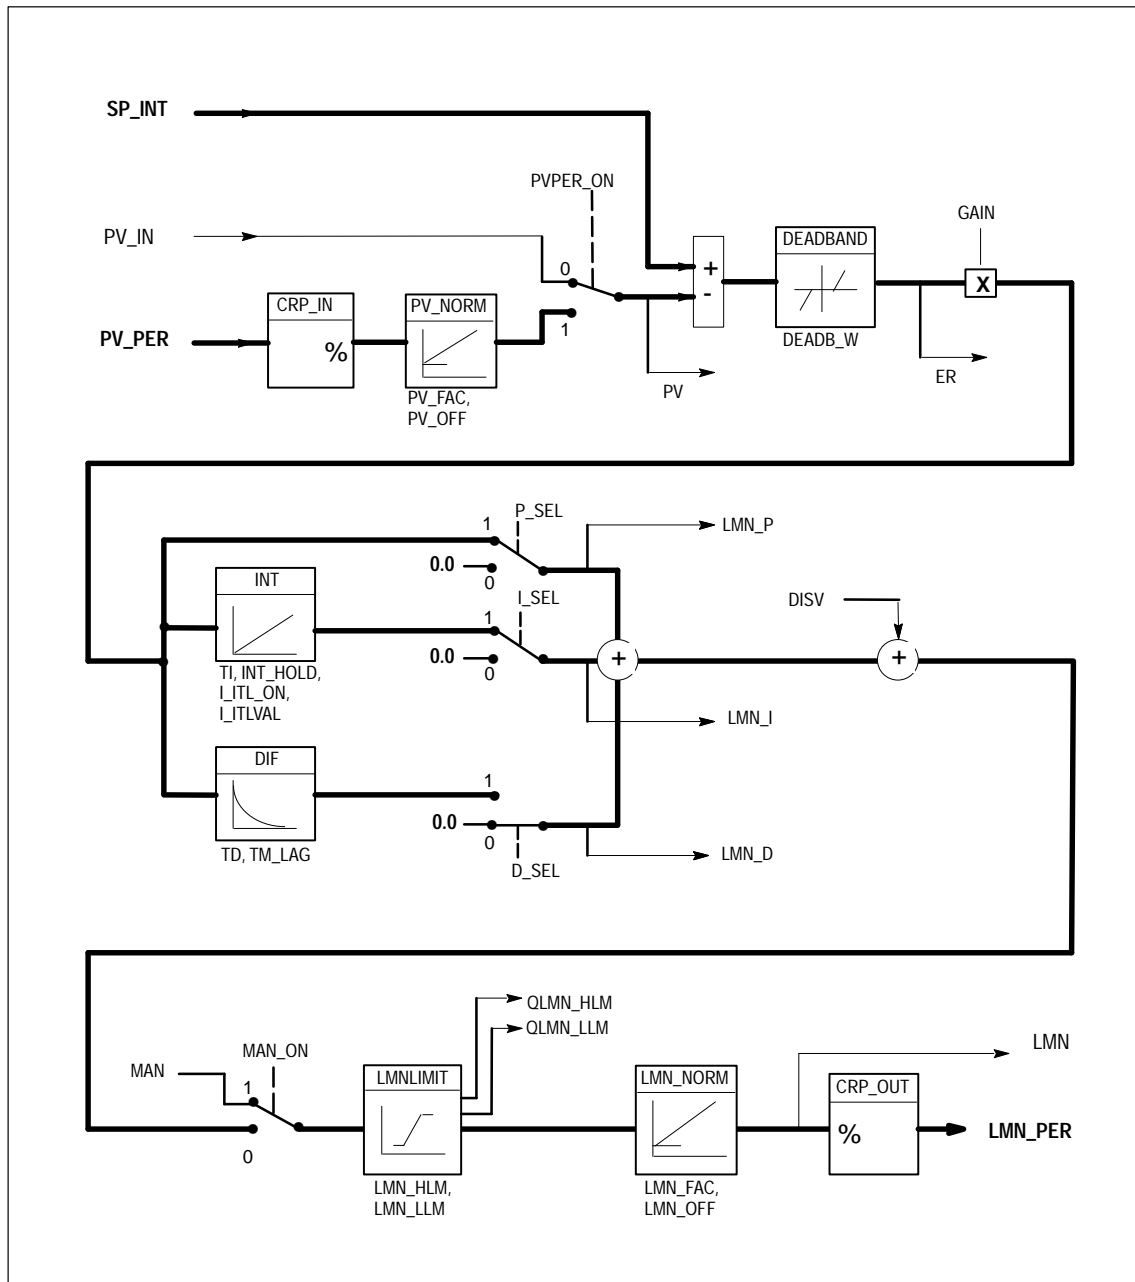 SP_INT
PVPER_ON
GAIN
PV_IN
DEADBAND
0
+
-
X
CRP_IN
PV_NORM
1
PV_PER
%
DEADB_W
ER
PV
PV_FAC,
PV_OFF
P_SEL
1
LMN_P
0.0
0
INT
I_SEL
DISV
1
0.0
+
+
0
TI, INT_HOLD,
I_ITL_ON,
I_ITLVAL
LMN_I
DIF
1
0.0
0
TD, TM_LAG
D_SEL
LMN_D
QLMN_HLM
QLMN_LLM
MAN_ON
LMN
MAN
1
LMNLIMIT
LMN_NORM
CRP_OUT
%
LMN_PER
0
LMN_HLM,
LMN_LLM
LMN_FAC,
LMN_OFF